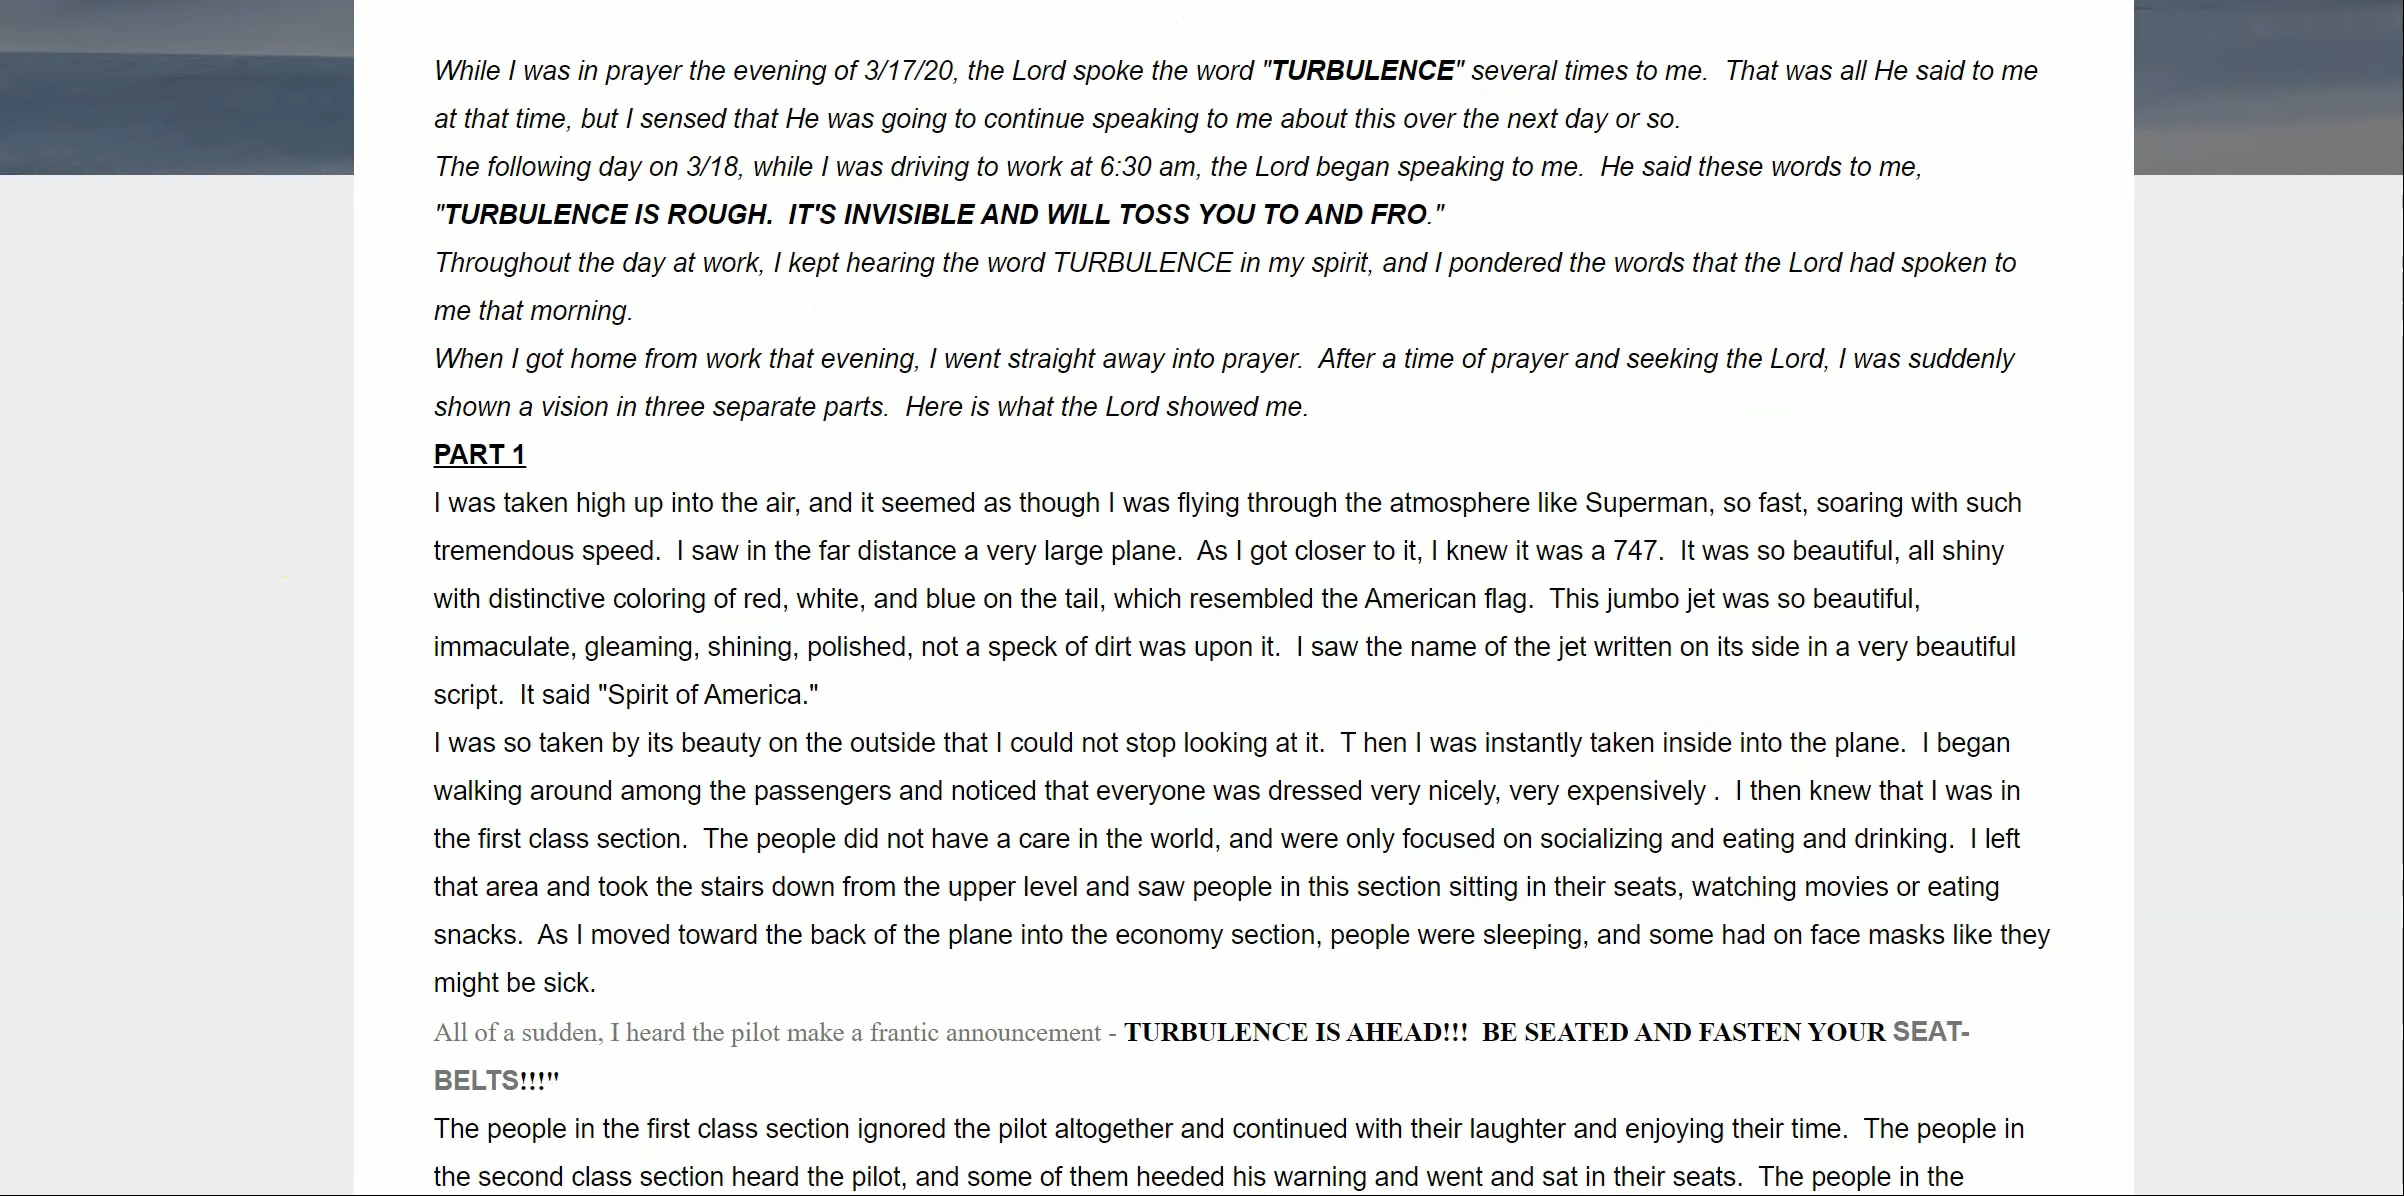 While I was in prayer the evening of 3/17/20, the Lord spoke the word "TURBULENCE" several times to me.  That was all He said to me
at that time, but I sensed that He was going to continue speaking to me about this over the next day or so.
The following day on 3/18, while I was driving to work at 6:30 am, the Lord began speaking to me.  He said these words to me,
"TURBULENCE IS ROUGH.  IT'S INVISIBLE AND WILL TOSS YOU TO AND FRO."
Throughout the day at work, I kept hearing the word TURBULENCE in my spirit, and I pondered the words that the Lord had spoken to
me that morning.
When I got home from work that evening, I went straight away into prayer.  After a time of prayer and seeking the Lord, I was suddenly
shown a vision in three separate parts.  Here is what the Lord showed me.
PART 1
I was taken high up into the air, and it seemed as though I was flying through the atmosphere like Superman, so fast, soaring with such
tremendous speed.  I saw in the far distance a very large plane.  As I got closer to it, I knew it was a 747.  It was so beautiful, all shiny
with distinctive coloring of red, white, and blue on the tail, which resembled the American flag.  This jumbo jet was so beautiful,
immaculate, gleaming, shining, polished, not a speck of dirt was upon it.  I saw the name of the jet written on its side in a very beautiful
script.  It said "Spirit of America."
I was so taken by its beauty on the outside that I could not stop looking at it.  T hen I was instantly taken inside into the plane.  I began
walking around among the passengers and noticed that everyone was dressed very nicely, very expensively .  I then knew that I was in
the first class section.  The people did not have a care in the world, and were only focused on socializing and eating and drinking.  I left
that area and took the stairs down from the upper level and saw people in this section sitting in their seats, watching movies or eating
snacks.  As I moved toward the back of the plane into the economy section, people were sleeping, and some had on face masks like they
might be sick.
All of a sudden, I heard the pilot make a frantic announcement - TURBULENCE IS AHEAD!!!  BE SEATED AND FASTEN YOUR SEAT-
BELTS!!!"
The people in the first class section ignored the pilot altogether and continued with their laughter and enjoying their time.  The people in
the second class section heard the pilot, and some of them heeded his warning and went and sat in their seats.  The people in the